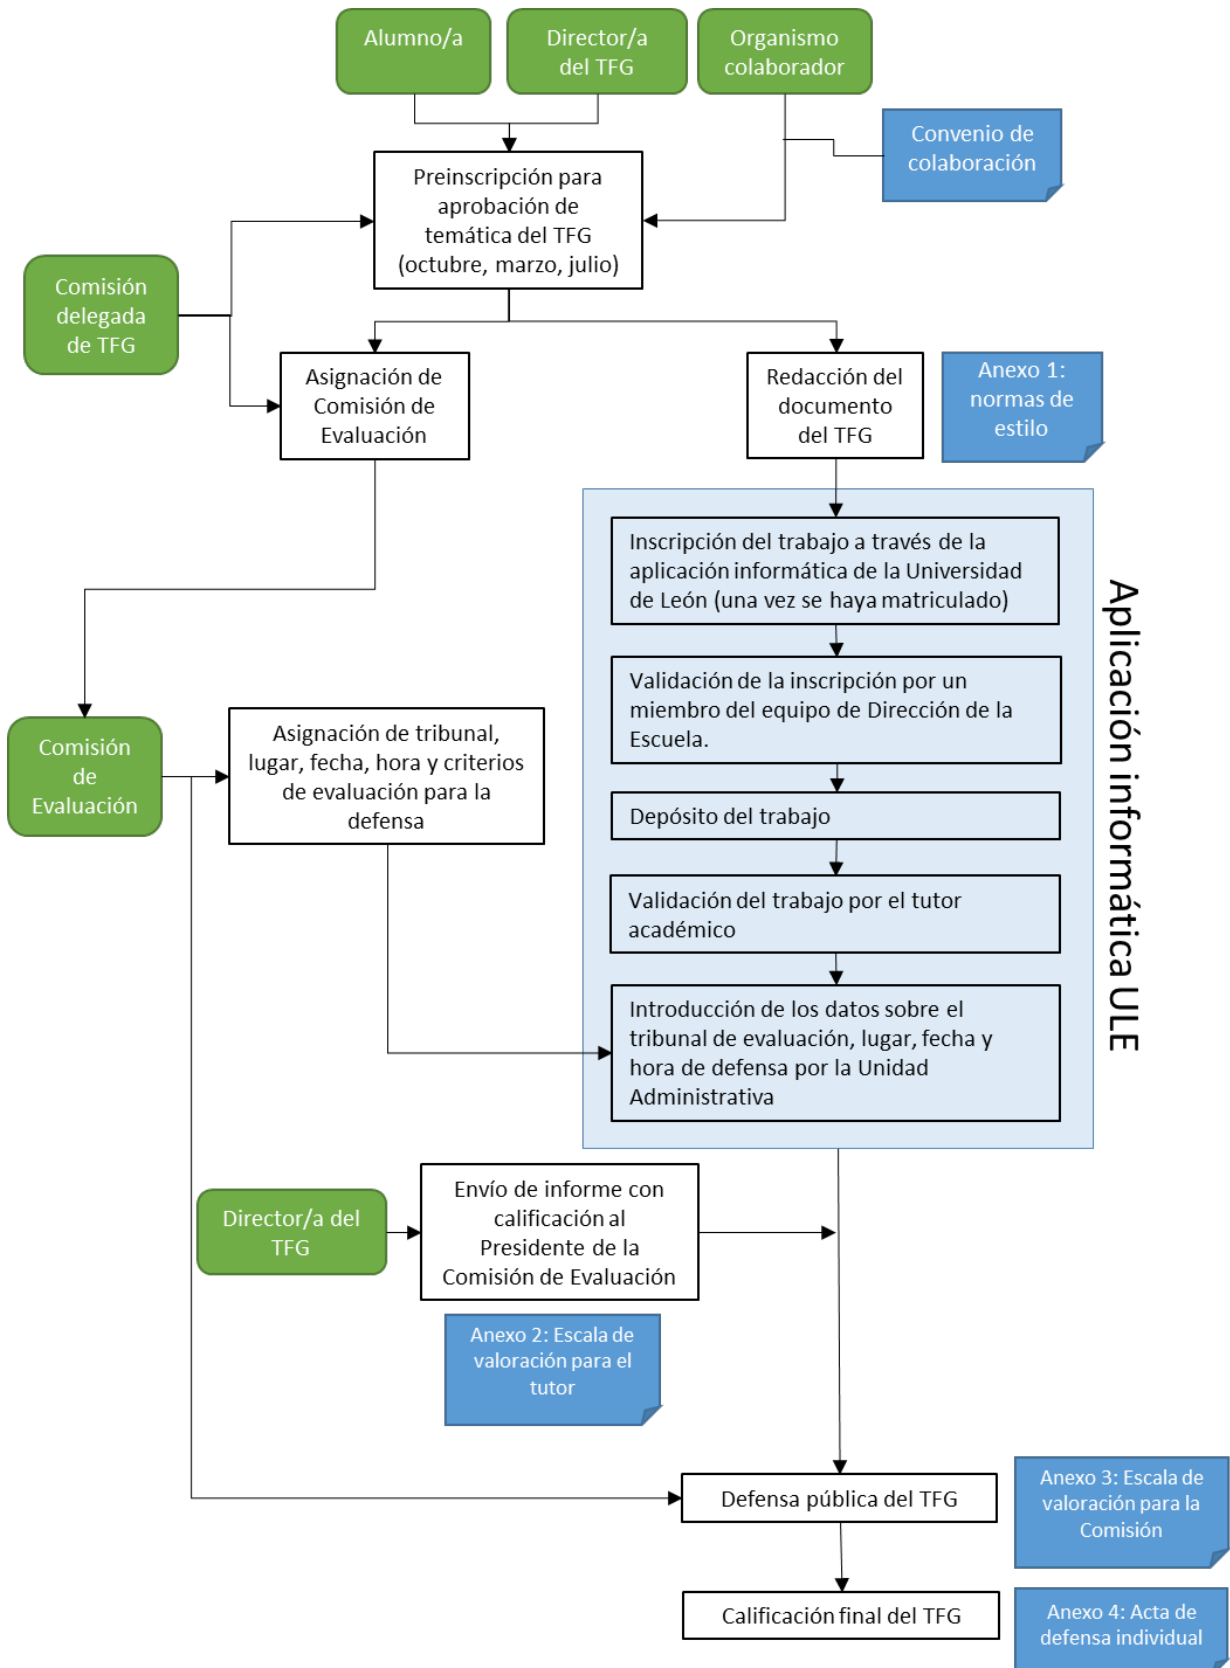 Alumno/a
Director/a
del TFG
Organismo
colaborador
Convenio de
colaboración
Preinscripción para
aprobación de
temática del TFG
(octubre, marzo, julio)
Comisión
delegada
de TFG
Asignación de
Comisión de
Evaluación
Redacción del
documento
del TFG
Anexo 1:
normas de
estilo
Inscripción del trabajo a través de la
aplicación informática de la Universidad
de León (una vez se haya matriculado)
Validación de la inscripción por un
miembro del equipo de Dirección de la
Escuela.
Depósito del trabajo
Validación del trabajo por el tutor
académico
Introducción de los datos sobre el
tribunal de evaluación, lugar, fecha y
hora de defensa por la Unidad
Administrativa
Aplicación informática ULE
Comisión
de
Evaluación
Asignación de tribunal,
lugar, fecha, hora y criterios
de evaluación para la
defensa
Director/a del
TFG
Envío de informe con
calificación al
Presidente de la
Comisión de Evaluación
Anexo 2: Escala de
valoración para el
tutor
Defensa pública del TFG
Anexo 3: Escala de
valoración para la
Comisión
Calificación final del TFG
Anexo 4: Acta de
defensa individual